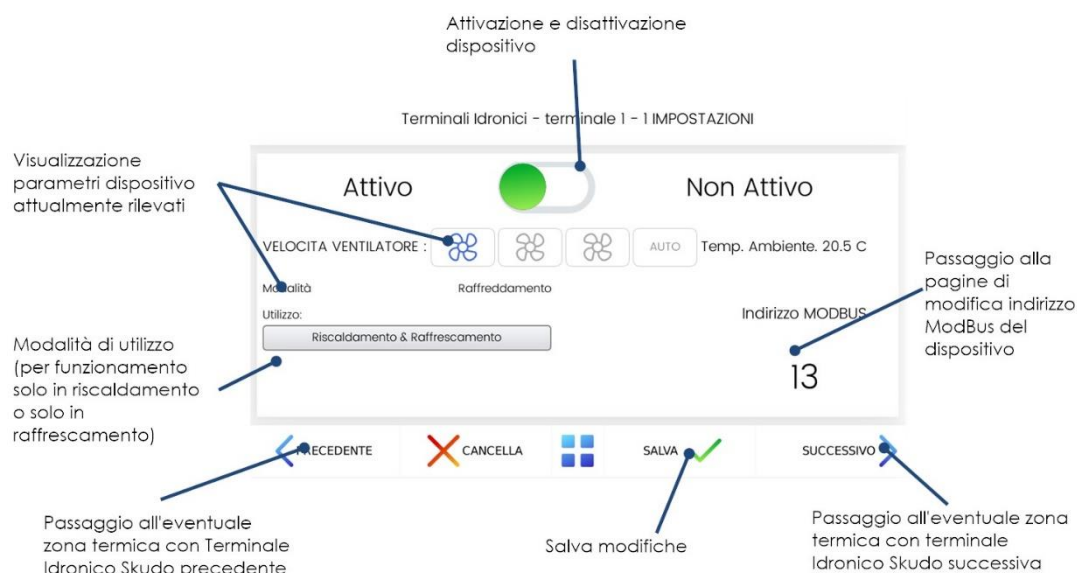 Attivazione e disattivazione
dispositivo
Terminali Idronici - terminale 1 - 1 IMPOSTAZIONI
Visualizzazione
parametri dispositivo
attualmente rilevati
Attivo
Non Attivo
VELOCITA VENTILATORE :
AUTO
Temp. Ambiente. 20.5 C
Modalità
Raffreddamento
Utilizzo:
Riscaldamento & Raffrescamento
Indirizzo MODBUS
13
Passaggio alla
pagine di
modifica indirizzo
ModBus del
dispositivo
Modalità di utilizzo
(per funzionamento
solo in riscaldamento
o solo in
raffrescamento)
PRECEDENTE
CANCELLA
SALVA
SUCCESSIVO
Passaggio all'eventuale
zona termica con Terminale
Idronico Skudo precedente
Salva modifiche
Passaggio all'eventuale zona
termica con terminale
Idronico Skudo successiva